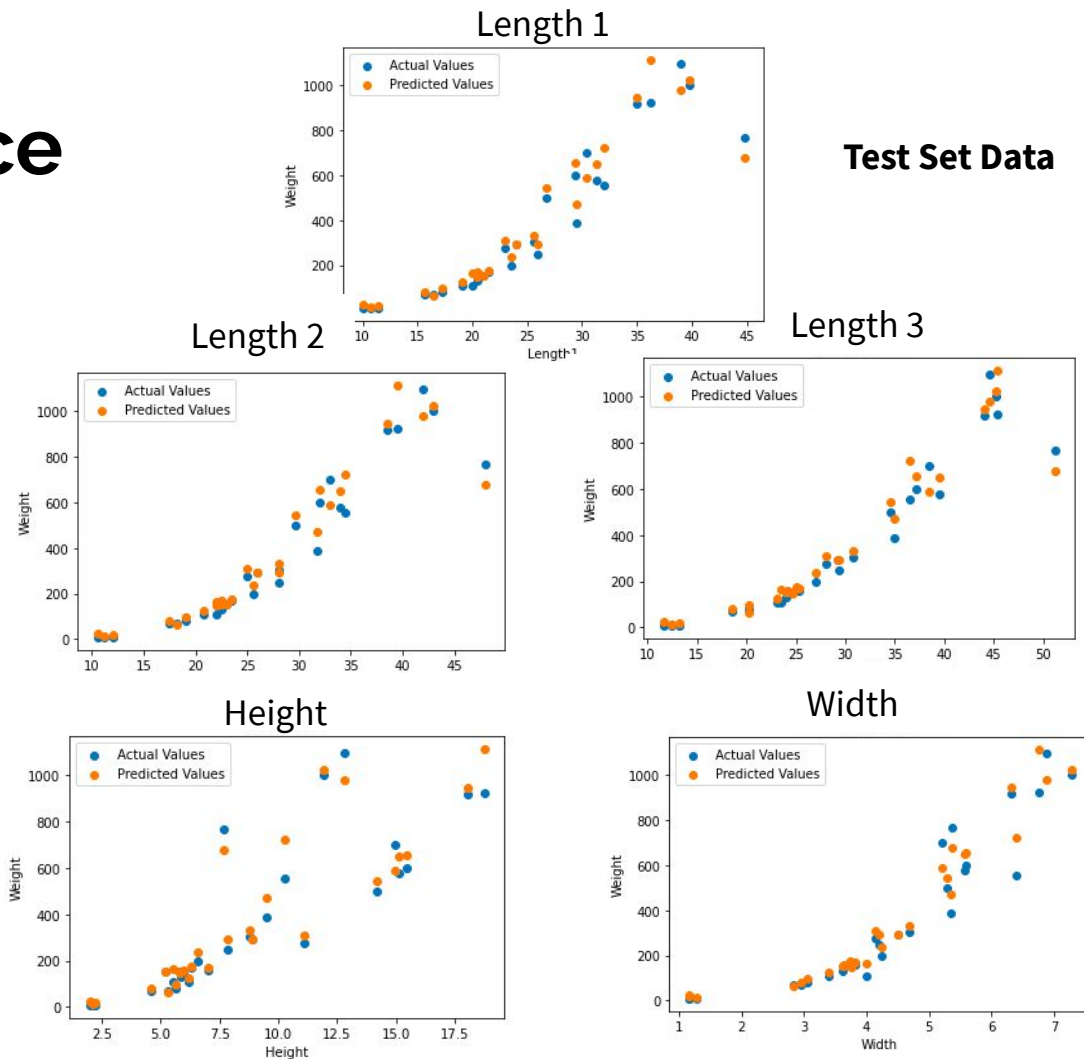 ce
Test Set Data
Length 1
Actual Values
Predicted Values
Weight
1000
800
600
400
200
10 15 20 25 30 35 40 45
Length1
Length 2
Actual Values
Predicted Values
Weight
1000
800
600
400
200
0
10 15 20 25 30 35 40 45
Length 3
Actual Values
Predicted Values
Weight
1000
800
600
400
200
0
10 15 20 25 30 35 40 45 50
Height
Actual Values
Predicted Values
Weight
1000
800
600
400
200
0
2.5 5.0 7.5 10.0 12.5 15.0 17.5
Height
Width
Actual Values
Predicted Values
Weight
1000
800
600
400
200
0
1 2 3 4 5 6 7
Width